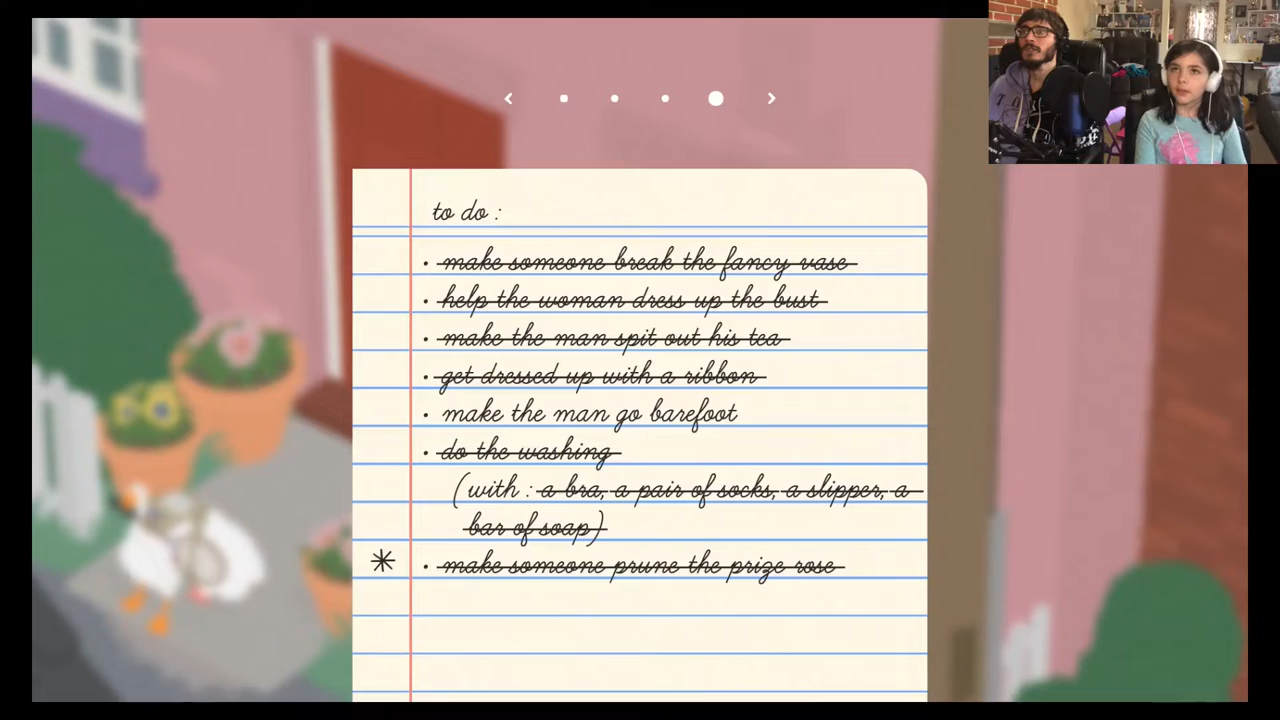 to do :
• make someone break the fancy vase
• help the woman dress up the bust
• make the man spit out his tea
• get dressed up with a ribbon
• make the man go barefoot
• do the washing
(with : a bra, a pair of socks, a slipper, a
bar of soap)
• make someone prune the prize rose